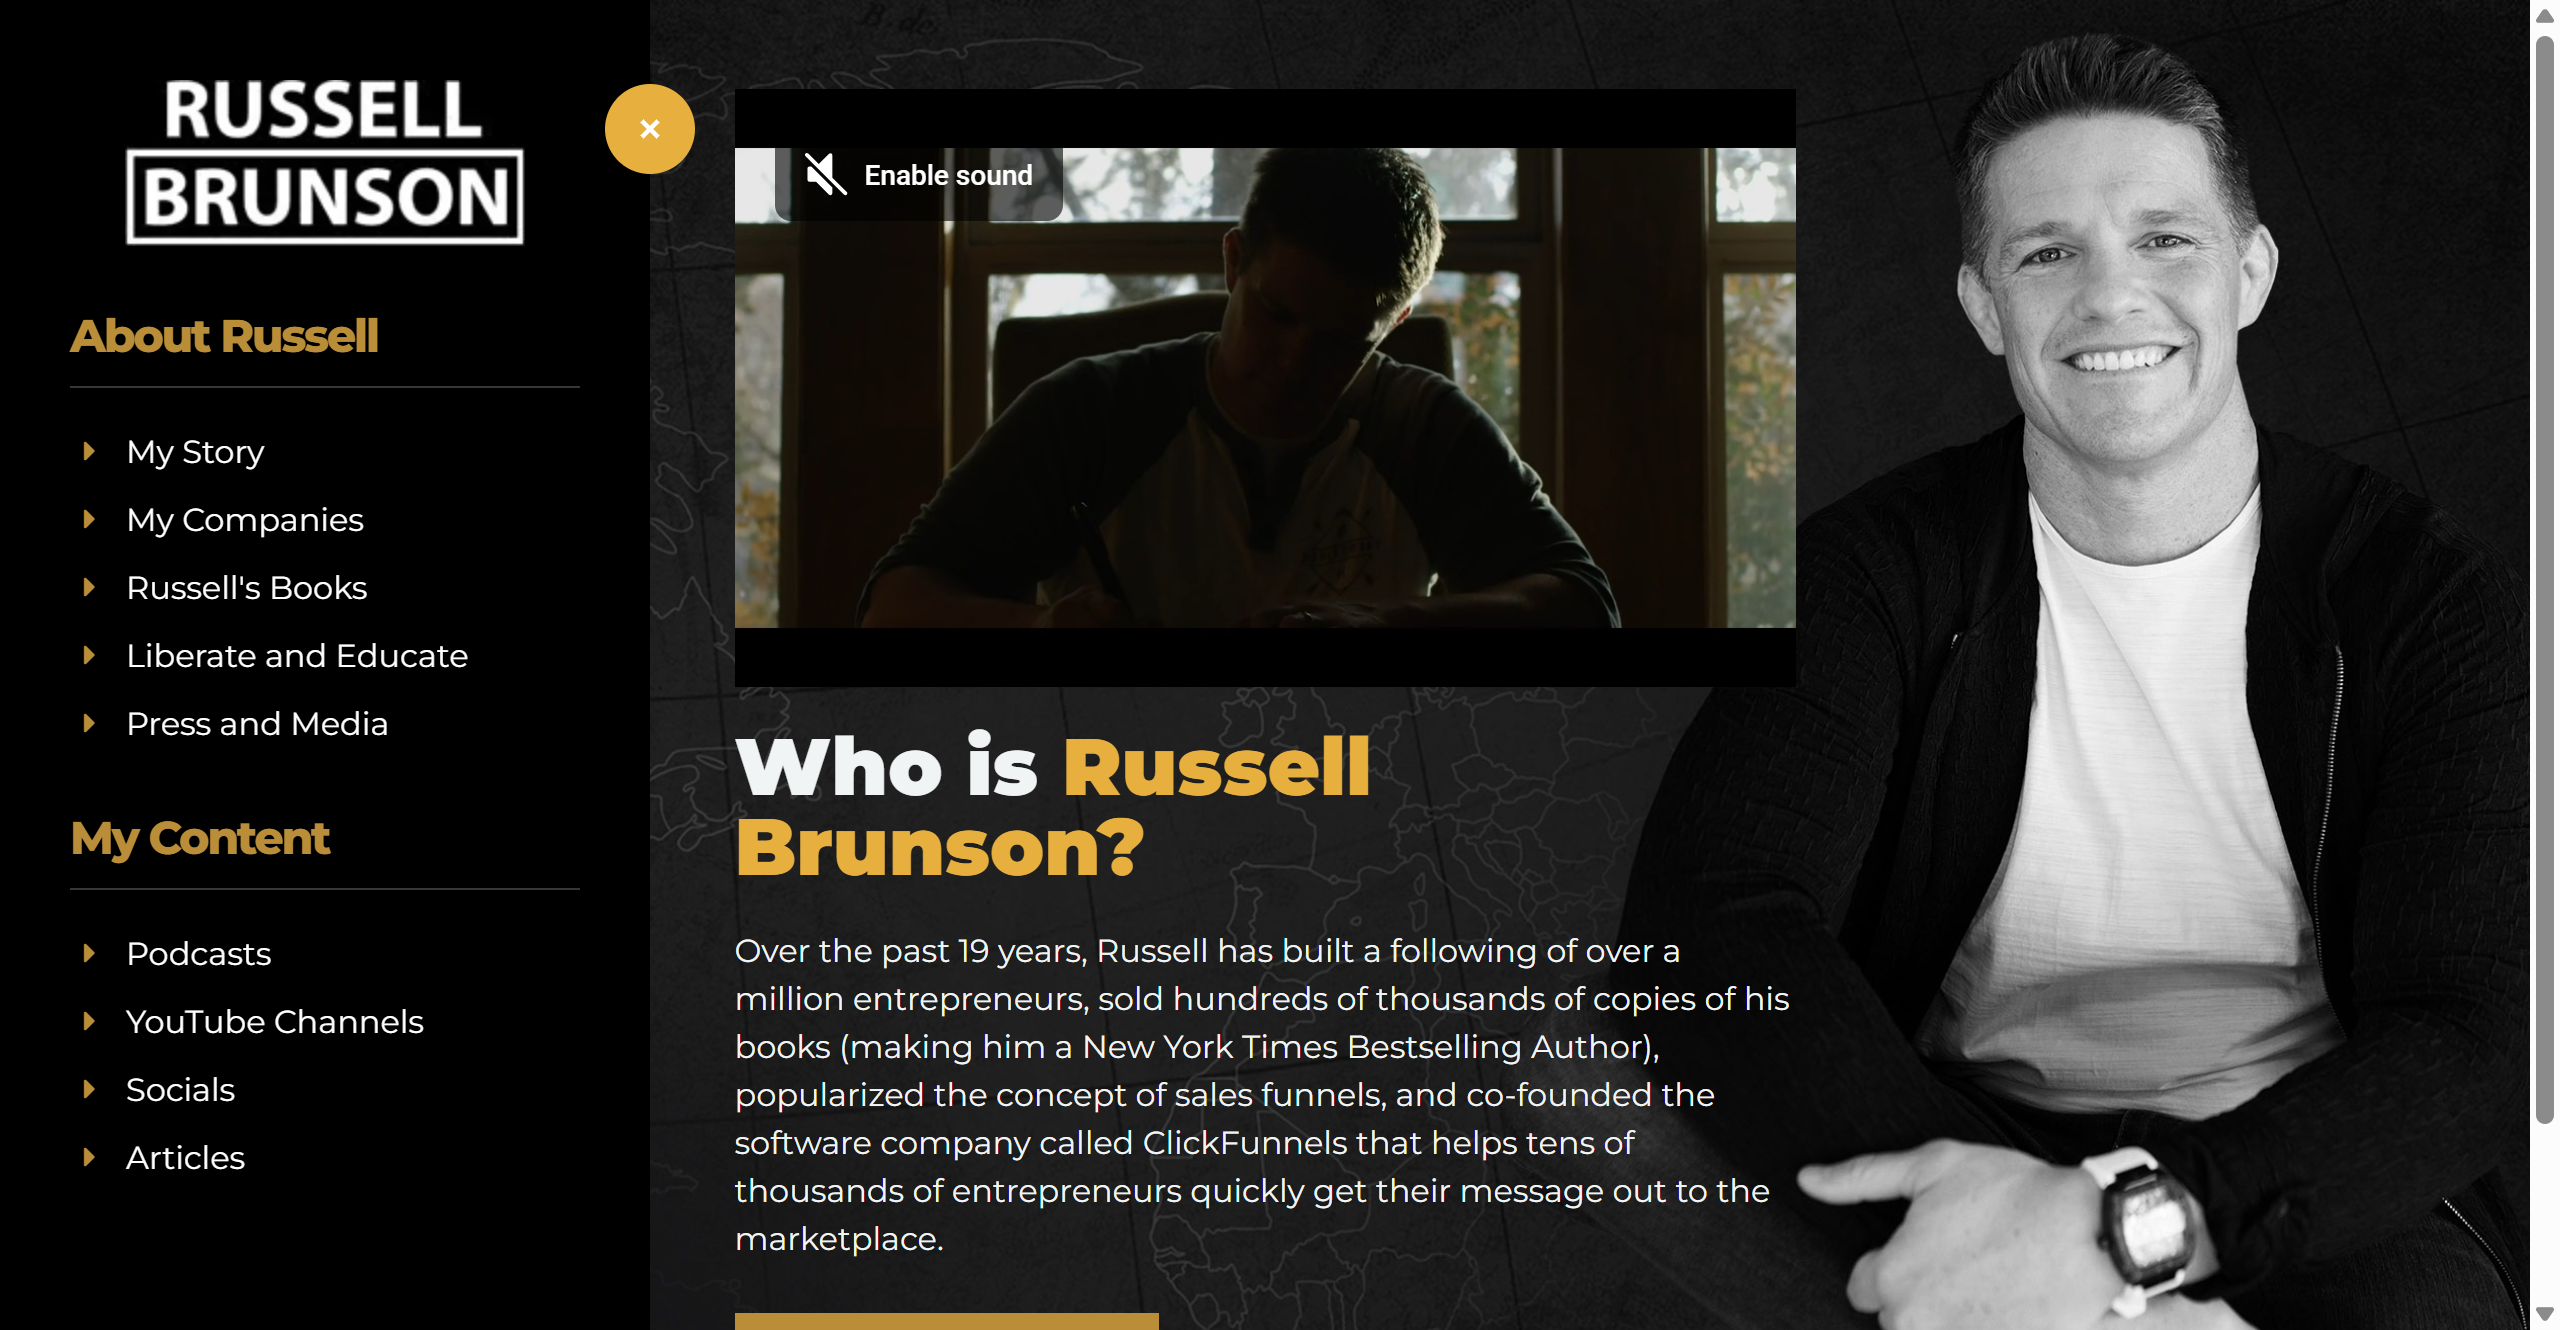 RUSSELL
BRUNSON
About Russell
My Story
My Companies
Russell's Books
Liberate and Educate
Press and Media
My Content
Podcasts
YouTube Channels
Socials
Articles
Enable sound
Who is Russell
Brunson?
Over the past 19 years, Russell has built a following of over a
million entrepreneurs, sold hundreds of thousands of copies of his
books (making him a New York Times Bestselling Author),
popularized the concept of sales funnels, and co-founded the
software company called ClickFunnels that helps tens of
thousands of entrepreneurs quickly get their message out to the
marketplace.